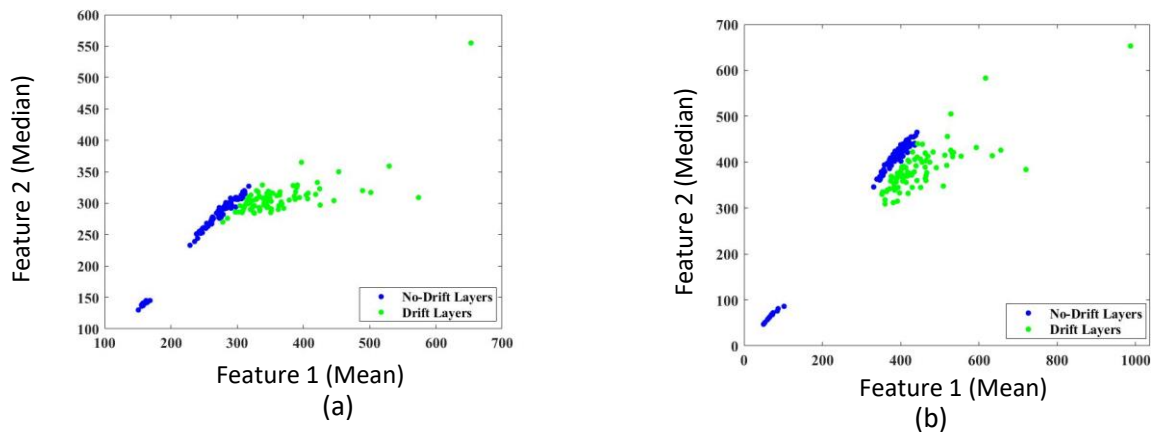 600
550
500
450
400
350
300
250
200
150
100
100 200 300 400 500 600 700
Feature 2 (Median)
No-Drift Layers
Drift Layers
Feature 1 (Mean)
(a)
700
600
500
400
300
200
100
0
0 200 400 600 800 1000
Feature 2 (Median)
No-Drift Layers
Drift Layers
Feature 1 (Mean)
(b)